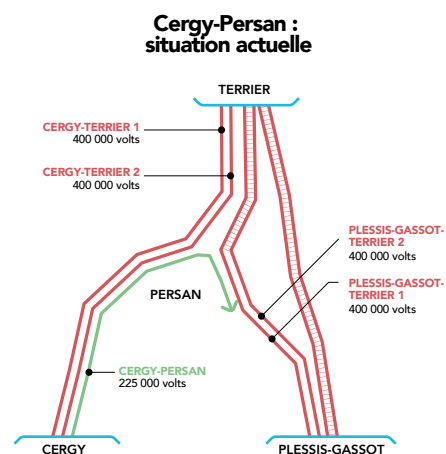 Cergy-Persan :
situation actuelle
TERRIER
CERGY-TERRIER 1
400 000 volts
CERGY-TERRIER 2
400 000 volts
PLESSIS-GASSOT-
TERRIER 2
400 000 volts
PLESSIS-GASSOT-
TERRIER 1
400 000 volts
PERSAN
CERGY-PERSAN
225 000 volts
CERGY
PLESSIS-GASSOT